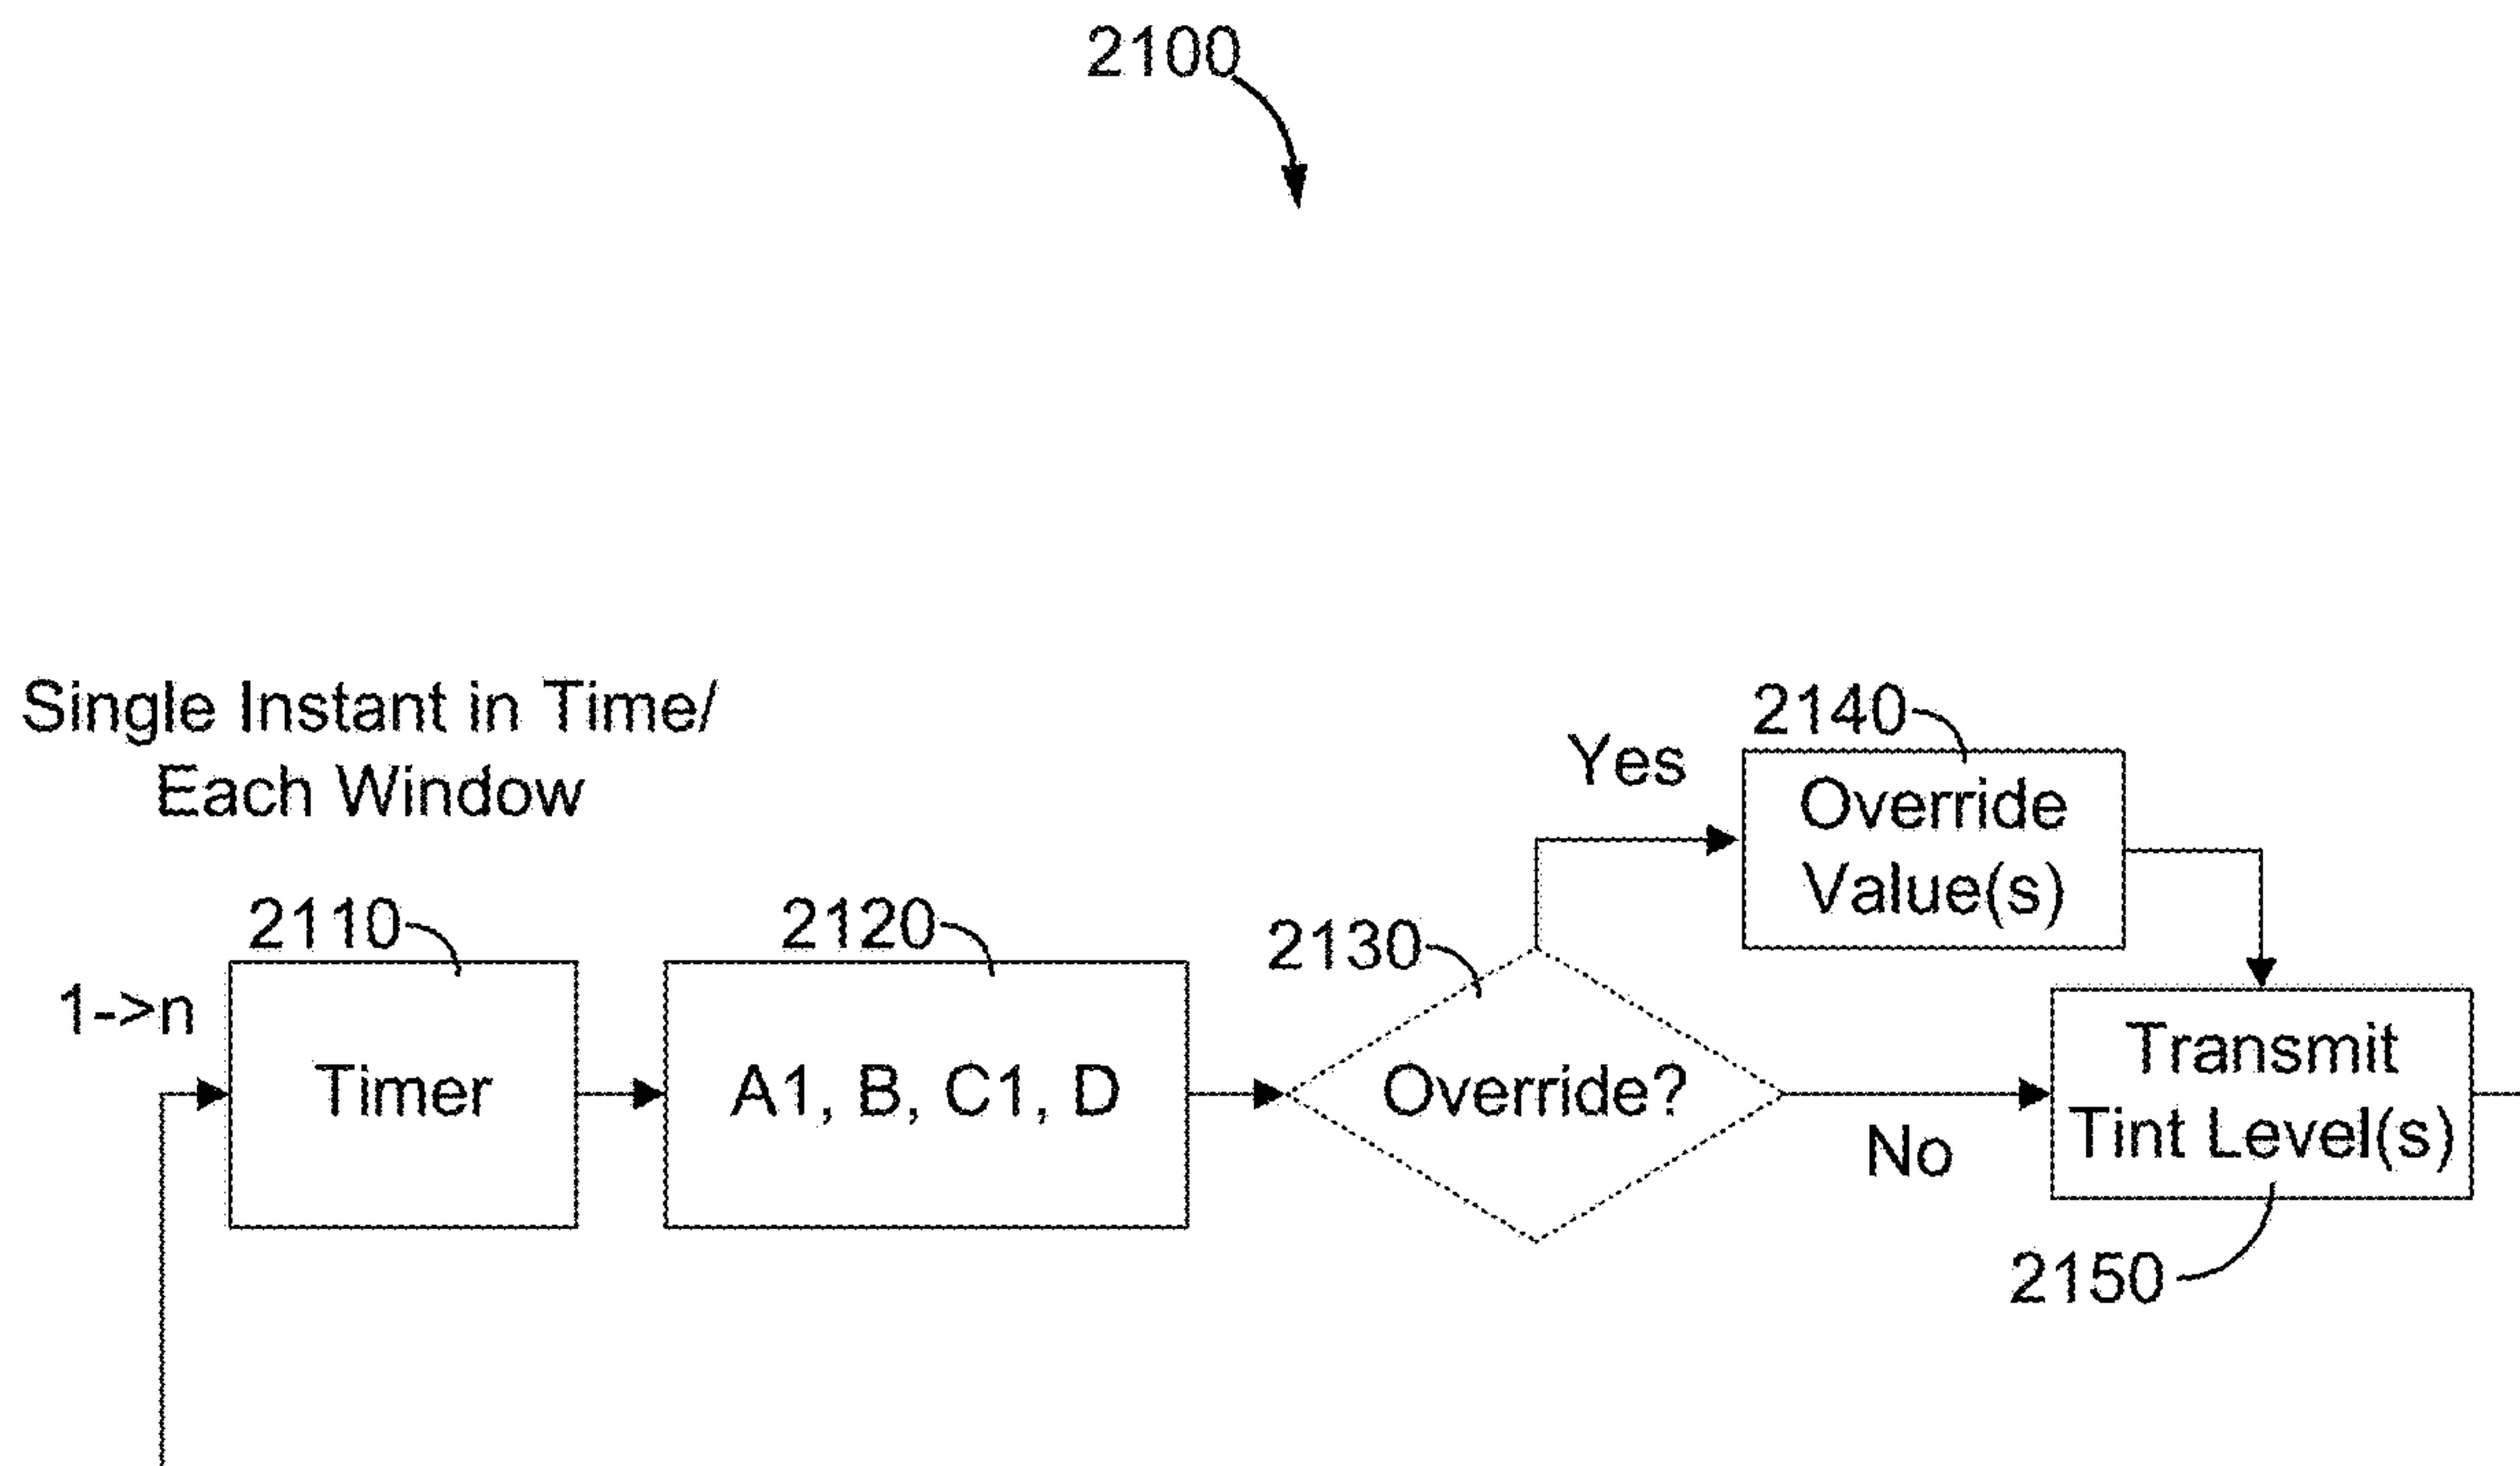 2100
Single Instant in Time/
Each Window
2140
Yes
Override
Value(s)
2110
2120
2130
1->n
Timer
A1, B, C1, D
Override?
No
Transmit
Tint Level(s)
2150